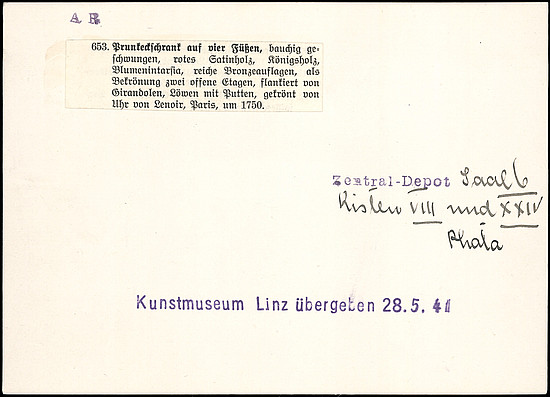 A R
653. Prunkeckschrank auf vier Füßen, bauchig ge-
schwungen, rotes Satinholz, Königsholz,
Blumenintarsia, reiche Bronzeauflagen, als
Bekrönung zwei offene Etagen, flankiert von
Girandolen, Löwen mit Putten, gekrönt von
Uhr von Lenoir, Paris, um 1750.
Zentral-Depot Saal 6
Kisten VIII und XXIV
Phata
Kunstmuseum Linz übergeben 28.5.41